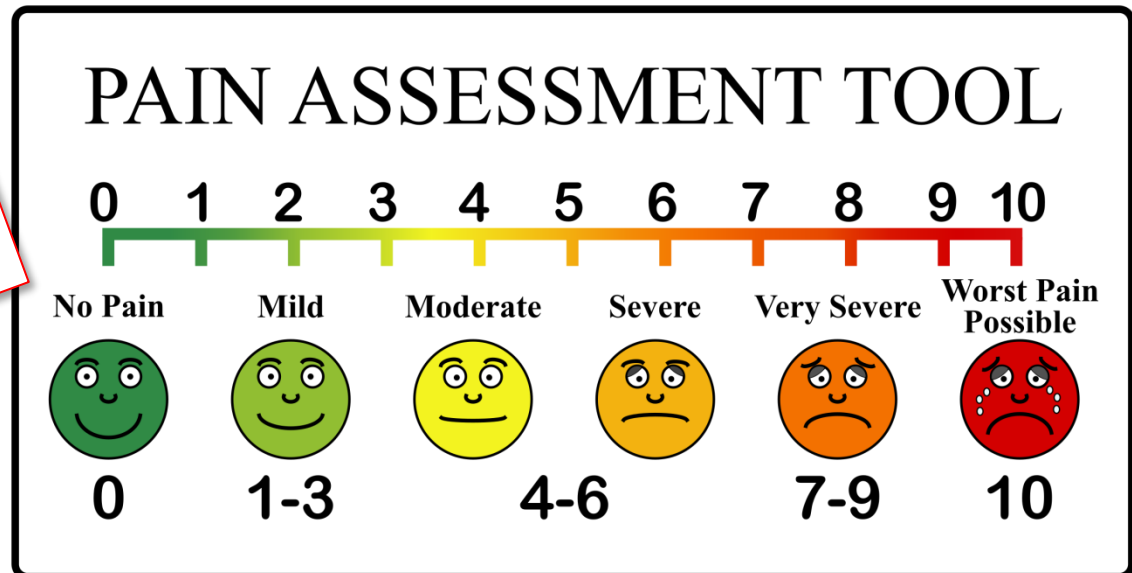 PAIN ASSESSMENT TOOL
0 1 2 3 4 5 6 7 8 9 10
No Pain Mild Moderate Severe Very Severe Worst Pain Possible
0 1-3 4-6 7-9 10